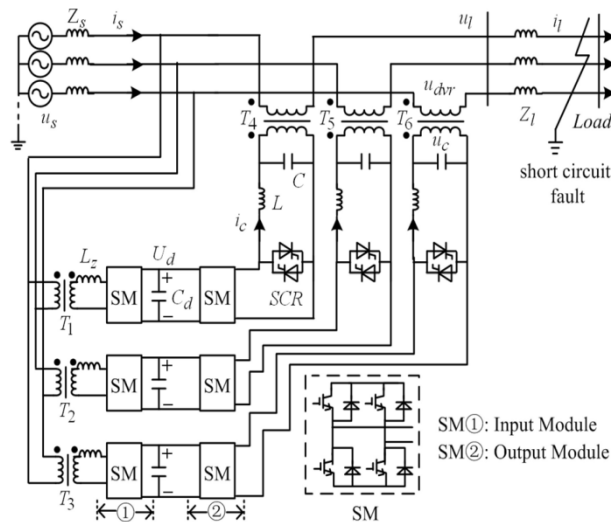 Z_s i_s u_l i_l
u_s T_4 T_5 T_6 u_dvr Z_l Load
u_c
C
short circuit
fault
L
i_c
L_z U_d
SM + C_d − SM SCR
T_1
SM + − SM
T_2
SM + − SM
T_3
① ②
SM
SM①: Input Module
SM②: Output Module